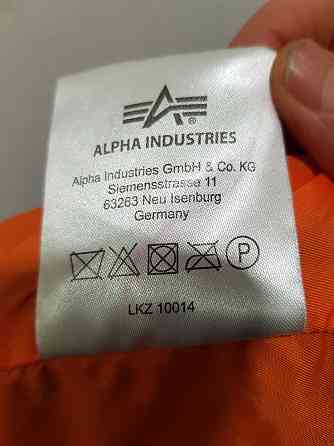 ®
ALPHA INDUSTRIES
Alpha Industries GmbH & Co. KG
Siemensstrasse 11
63263 Neu Isenburg
Germany
P
LKZ 10014